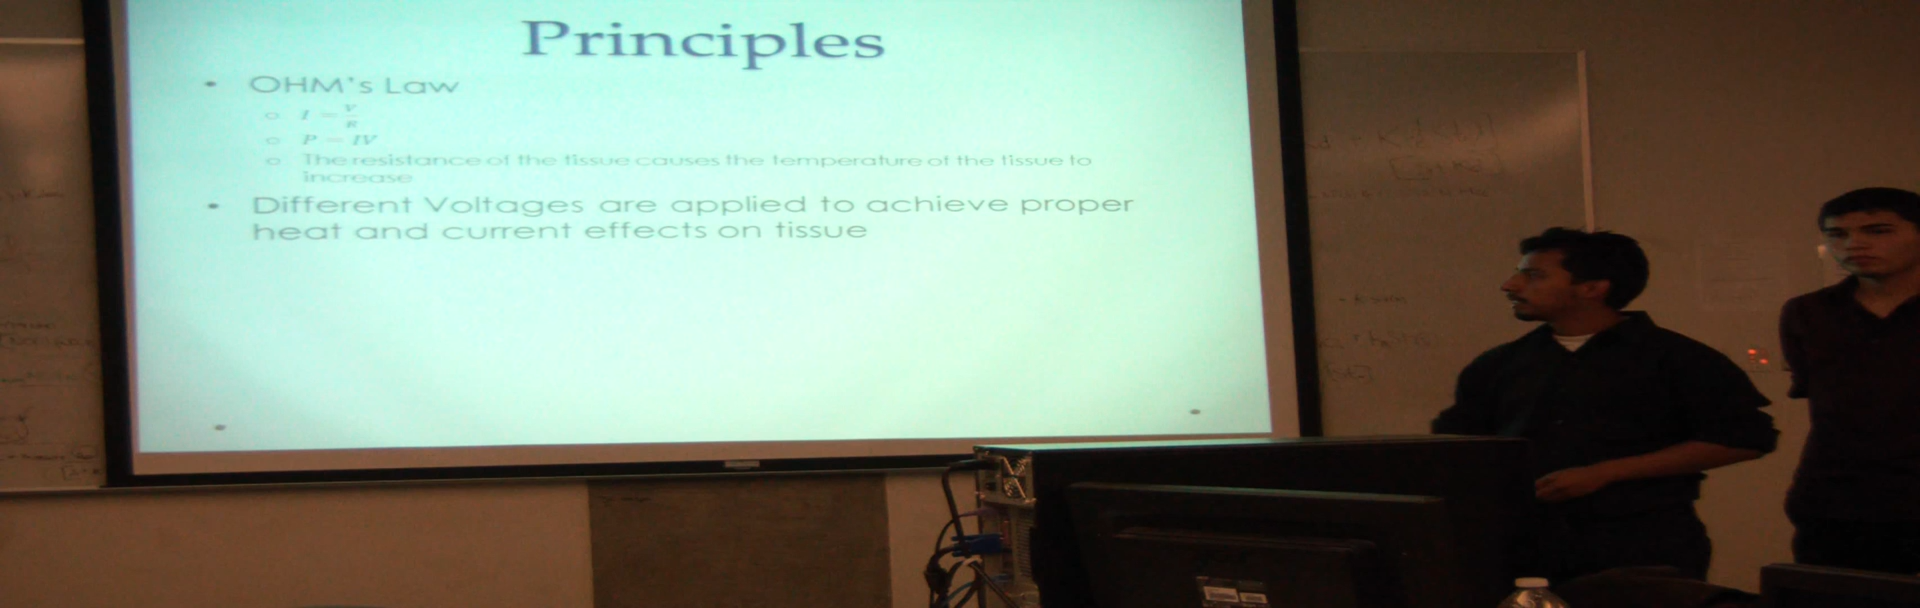 Principles
• OHM's Law
o I = V/R
o P = IV
o The resistance of the tissue causes the temperature of the tissue to
increase
• Different Voltages are applied to achieve proper
heat and current effects on tissue